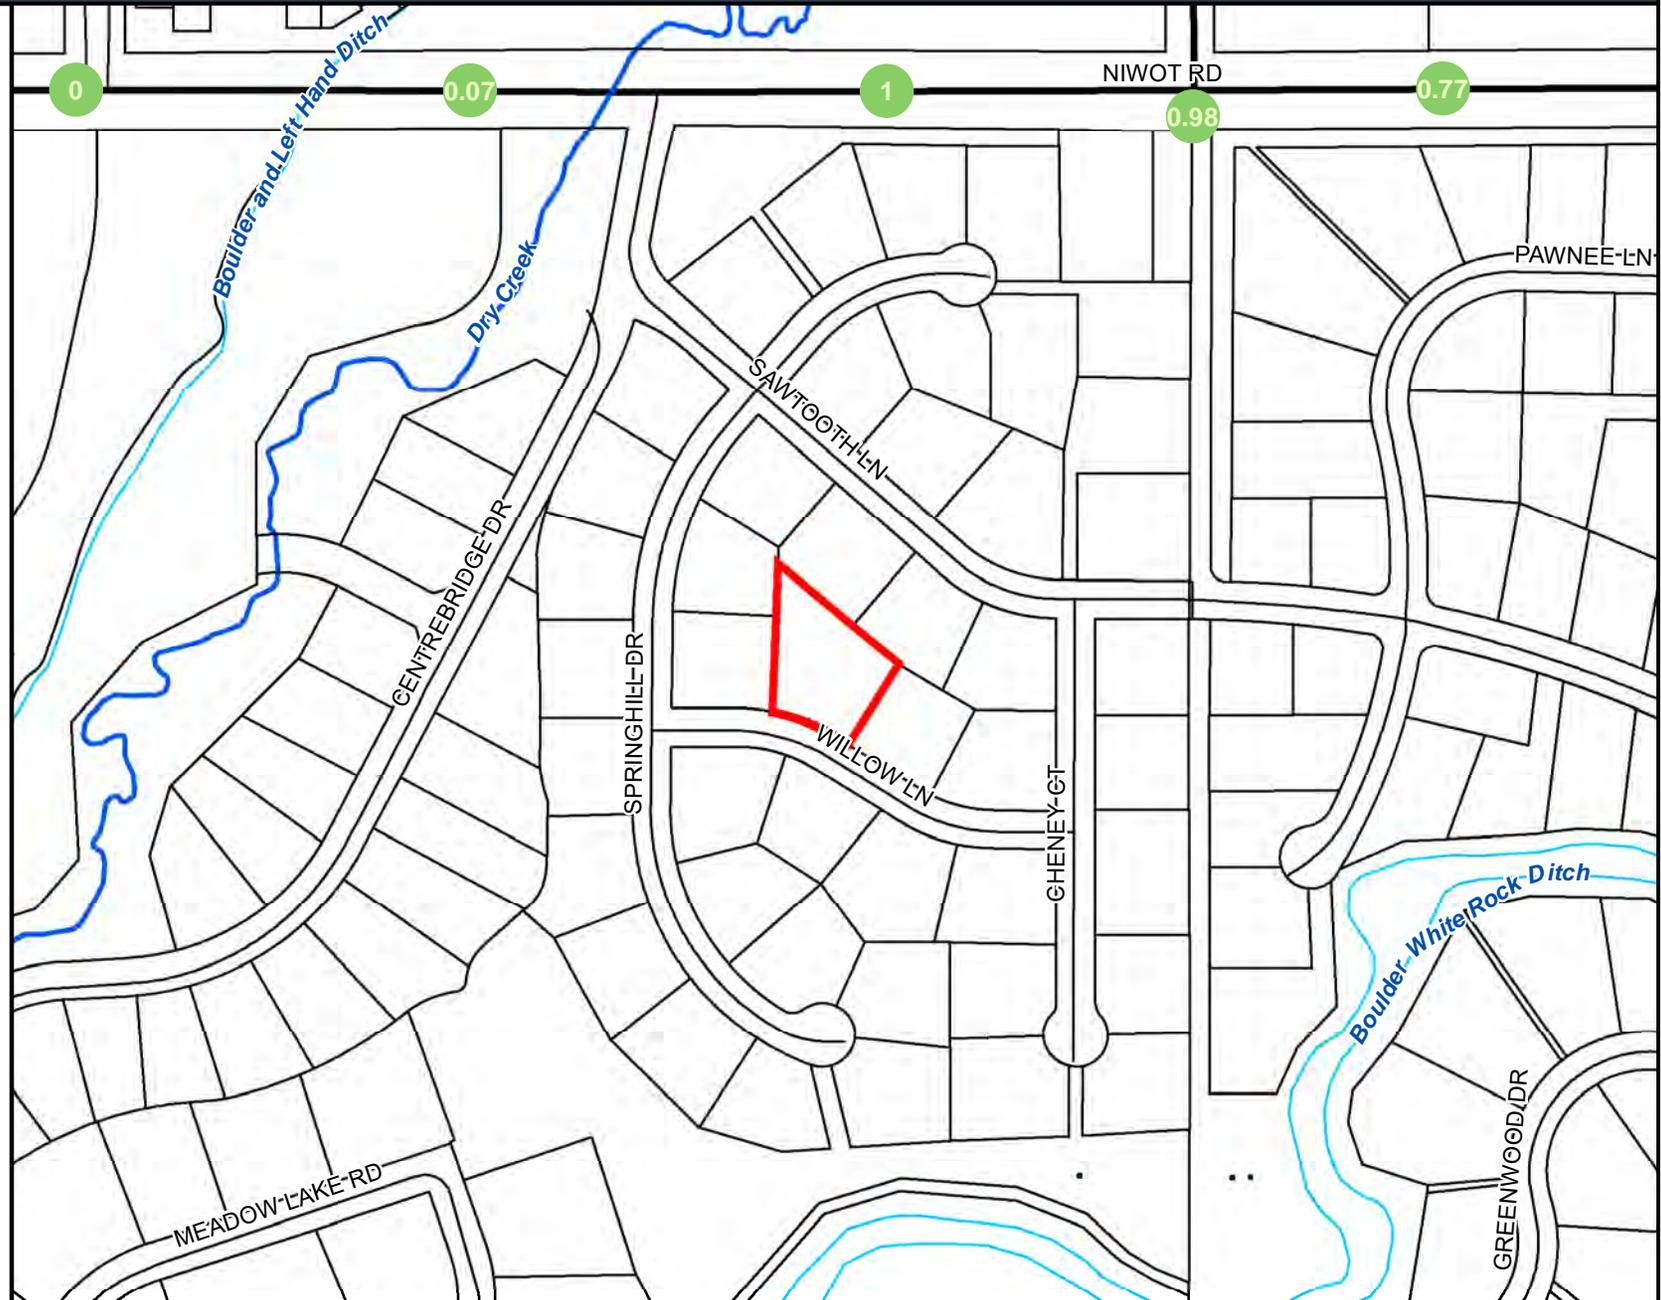 NIWOT RD
0
0.07
1
0.98
0.77
Boulder and Left Hand Ditch
Dry Creek
PAWNEE LN
SAWTOOTH LN
CENTREBRIDGE DR
SPRINGHILL DR
WILLOW LN
CHENEY CT
Boulder White Rock Ditch
GREENWOOD DR
MEADOW LAKE RD